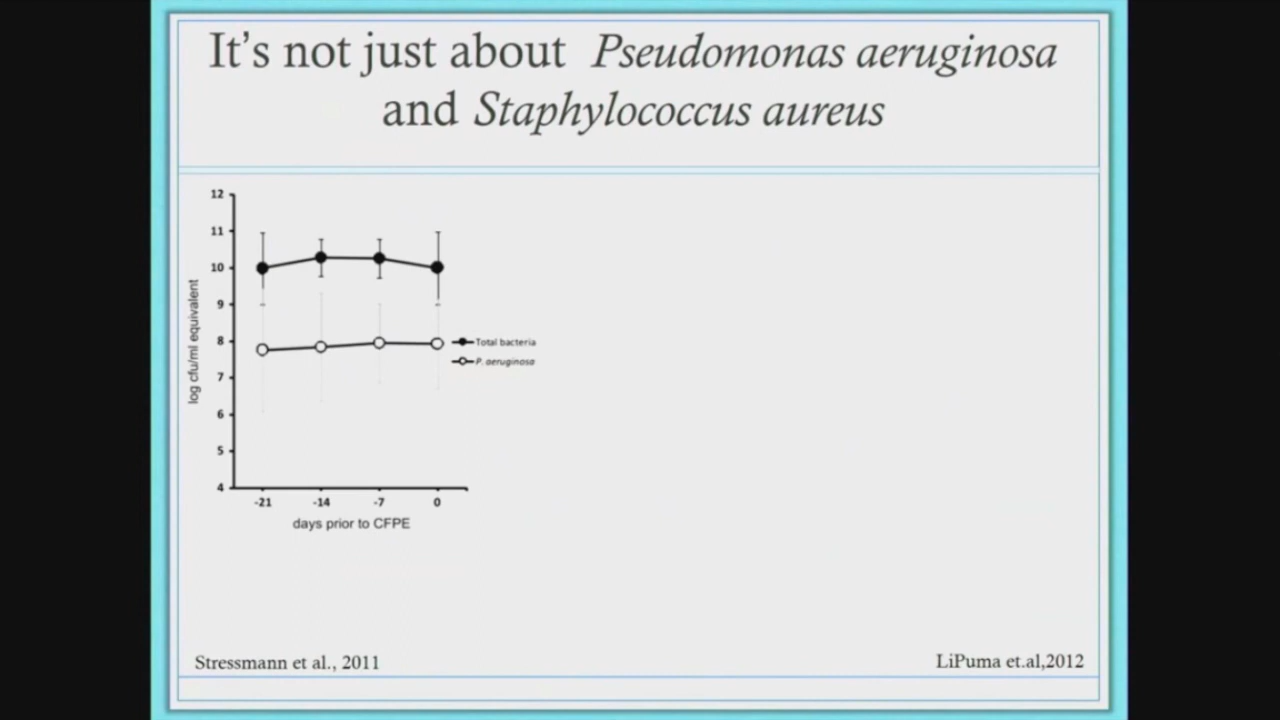 It's not just about Pseudomonas aeruginosa
and Staphylococcus aureus
12
11
10
9
8
7
6
5
4
log cfu/ml equivalent
Total bacteria
P. aeruginosa
-21 -14 -7 0
days prior to CFPE
Stressmann et al., 2011
LiPuma et.al,2012